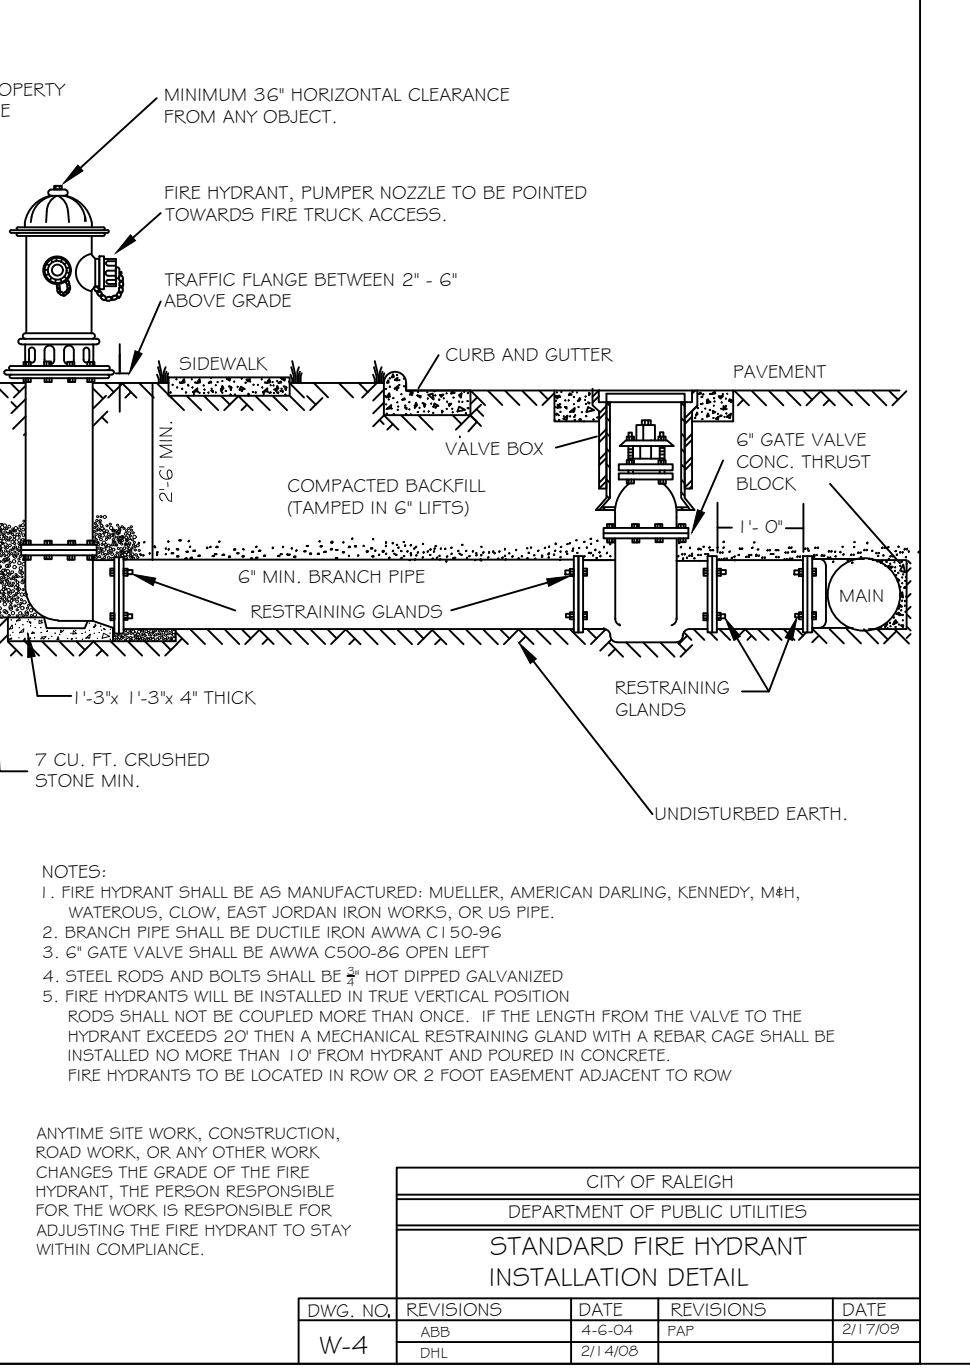 MINIMUM 36" HORIZONTAL CLEARANCE
FROM ANY OBJECT.
FIRE HYDRANT, PUMPER NOZZLE TO BE POINTED
TOWARDS FIRE TRUCK ACCESS.
TRAFFIC FLANGE BETWEEN 2" - 6"
ABOVE GRADE
SIDEWALK
CURB AND GUTTER
PAVEMENT
VALVE BOX
6" GATE VALVE
CONC. THRUST
BLOCK
2'-6' MIN.
COMPACTED BACKFILL
(TAMPED IN 6" LIFTS)
1'- 0"
6" MIN. BRANCH PIPE
RESTRAINING GLANDS
MAIN
RESTRAINING
GLANDS
1'-3"x 1'-3"x 4" THICK
7 CU. FT. CRUSHED
STONE MIN.
UNDISTURBED EARTH.
NOTES:
1. FIRE HYDRANT SHALL BE AS MANUFACTURED: MUELLER, AMERICAN DARLING, KENNEDY, M&H,
WATEROUS, CLOW, EAST JORDAN IRON WORKS, OR US PIPE.
2. BRANCH PIPE SHALL BE DUCTILE IRON AWWA C150-96
3. 6" GATE VALVE SHALL BE AWWA C500-86 OPEN LEFT
4. STEEL RODS AND BOLTS SHALL BE 3/4" HOT DIPPED GALVANIZED
5. FIRE HYDRANTS WILL BE INSTALLED IN TRUE VERTICAL POSITION
RODS SHALL NOT BE COUPLED MORE THAN ONCE. IF THE LENGTH FROM THE VALVE TO THE
HYDRANT EXCEEDS 20' THEN A MECHANICAL RESTRAINING GLAND WITH A REBAR CAGE SHALL BE
INSTALLED NO MORE THAN 10' FROM HYDRANT AND POURED IN CONCRETE.
FIRE HYDRANTS TO BE LOCATED IN ROW OR 2 FOOT EASEMENT ADJACENT TO ROW
ANYTIME SITE WORK, CONSTRUCTION,
ROAD WORK, OR ANY OTHER WORK
CHANGES THE GRADE OF THE FIRE
HYDRANT, THE PERSON RESPONSIBLE
FOR THE WORK IS RESPONSIBLE FOR
ADJUSTING THE FIRE HYDRANT TO STAY
WITHIN COMPLIANCE.
CITY OF RALEIGH
DEPARTMENT OF PUBLIC UTILITIES
STANDARD FIRE HYDRANT
INSTALLATION DETAIL
DWG. NO. REVISIONS DATE REVISIONS DATE
W-4 ABB 4-6-04 PAP 2/17/09
DHL 2/14/08